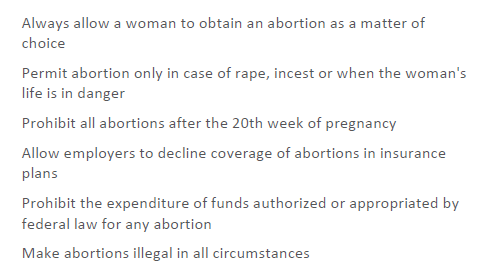 Always allow a woman to obtain an abortion as a matter of
choice
Permit abortion only in case of rape, incest or when the woman's
life is in danger
Prohibit all abortions after the 20th week of pregnancy
Allow employers to decline coverage of abortions in insurance
plans
Prohibit the expenditure of funds authorized or appropriated by
federal law for any abortion
Make abortions illegal in all circumstances